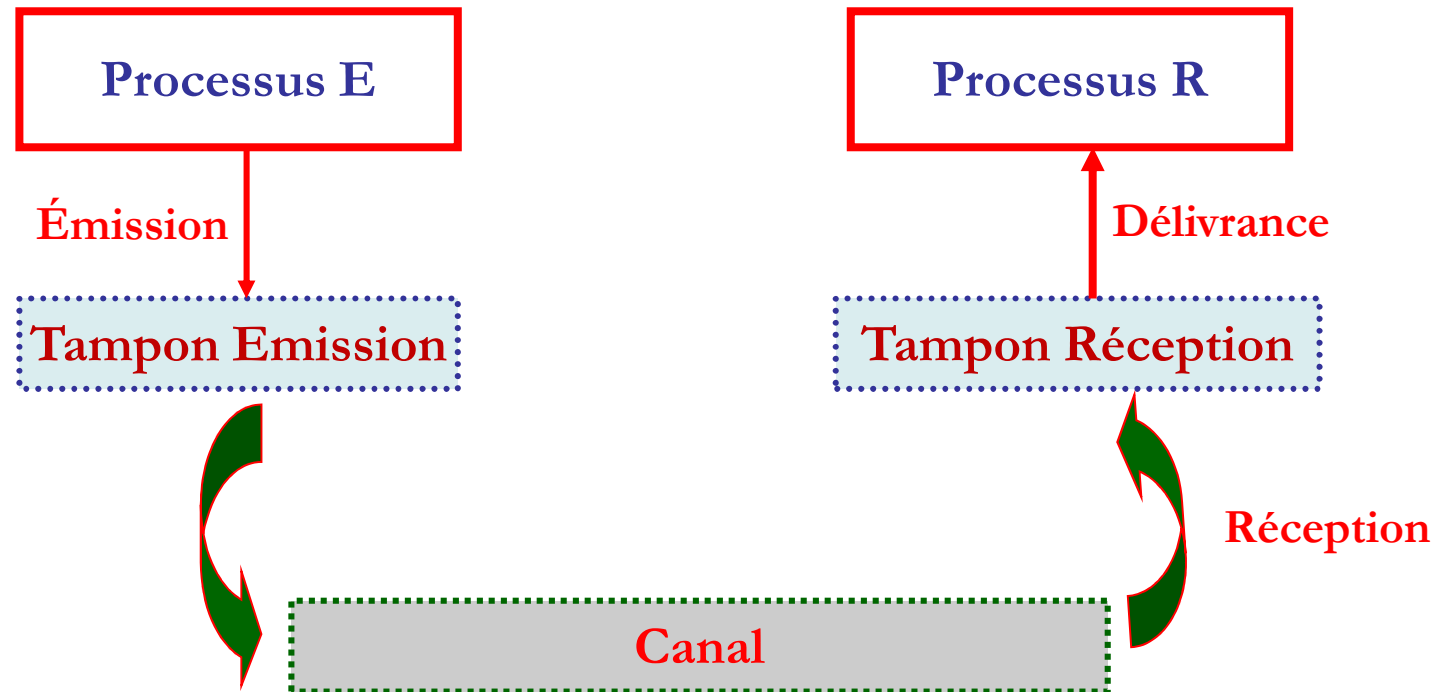 Processus E
Processus R
Émission
Délivrance
Tampon Emission
Tampon Réception
Réception
Canal